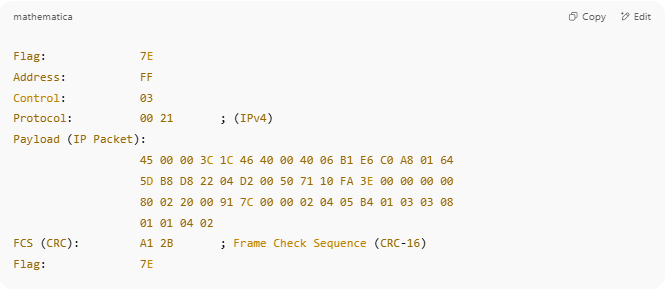 mathematica
Copy
Edit
Flag: 7E
Address: FF
Control: 03
Protocol: 00 21 ; (IPv4)
Payload (IP Packet):
45 00 00 3C 1C 46 40 00 40 06 B1 E6 C0 A8 01 64
5D B8 D8 22 04 D2 00 50 71 10 FA 3E 00 00 00 00
80 02 20 00 91 7C 00 00 02 04 05 B4 01 03 03 08
01 01 04 02
FCS (CRC): A1 2B ; Frame Check Sequence (CRC-16)
Flag: 7E